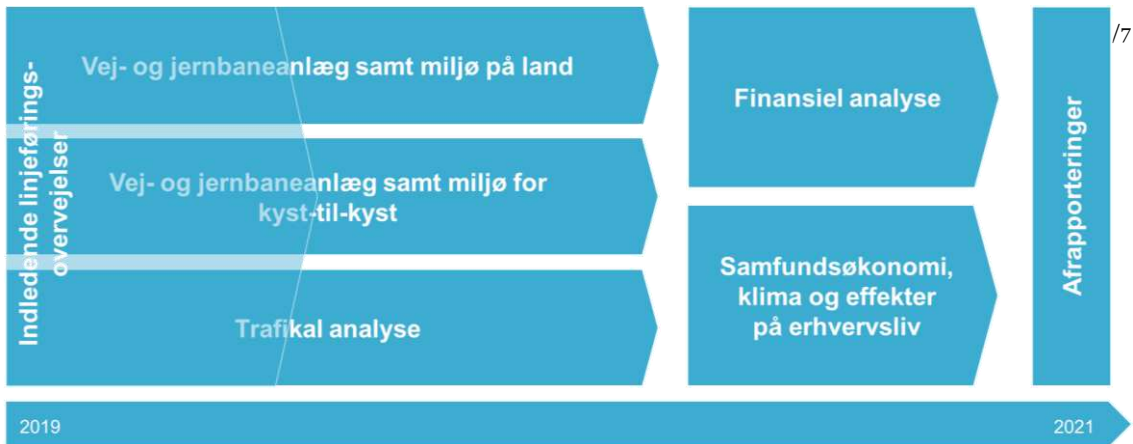 Indledende linjeførings-
overvejelser
Vej- og jernbaneanlæg samt miljø på land
Vej- og jernbaneanlæg samt miljø for
kyst-til-kyst
Trafikal analyse
Finansiel analyse
Samfundsøkonomi,
klima og effekter
på erhvervsliv
Afrapporteringer
/7
2019
2021